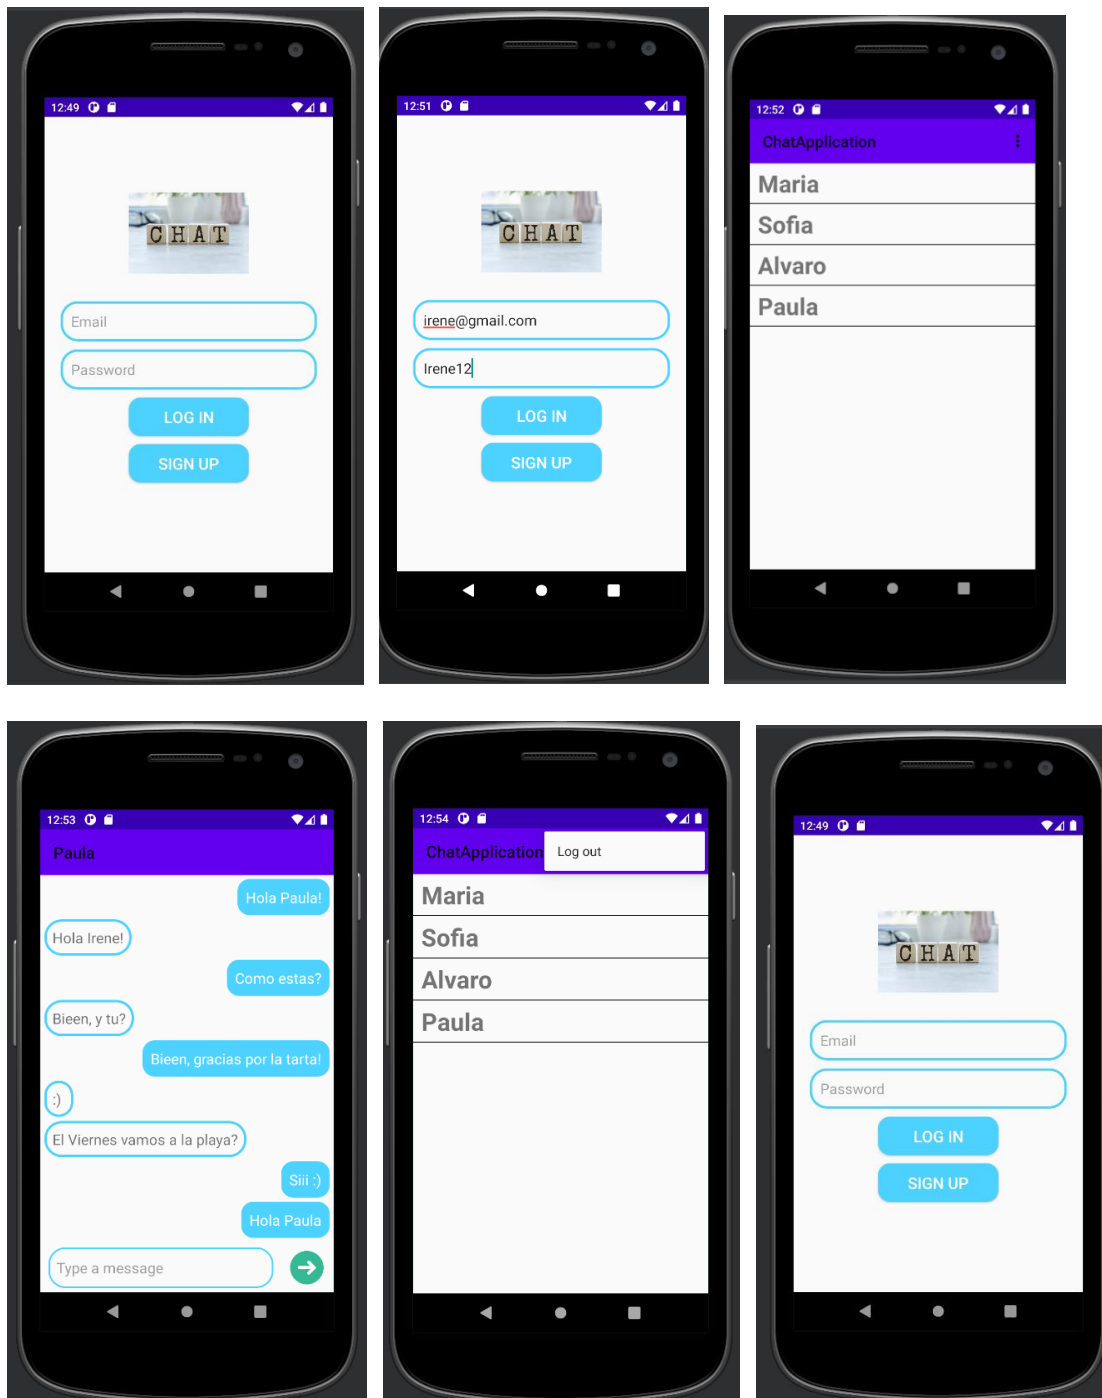 12:49
CHAT
Email
Password
LOG IN
SIGN UP
12:51
CHAT
irene@gmail.com
Irene12
LOG IN
SIGN UP
12:52
ChatApplication
Maria
Sofia
Alvaro
Paula
12:53
Paula
Hola Paula!
Hola Irene!
Como estas?
Bieen, y tu?
Bieen, gracias por la tarta!
:)
El Viernes vamos a la playa?
Siii :)
Hola Paula
Type a message
12:54
ChatApplication
Log out
Maria
Sofia
Alvaro
Paula
12:49
CHAT
Email
Password
LOG IN
SIGN UP